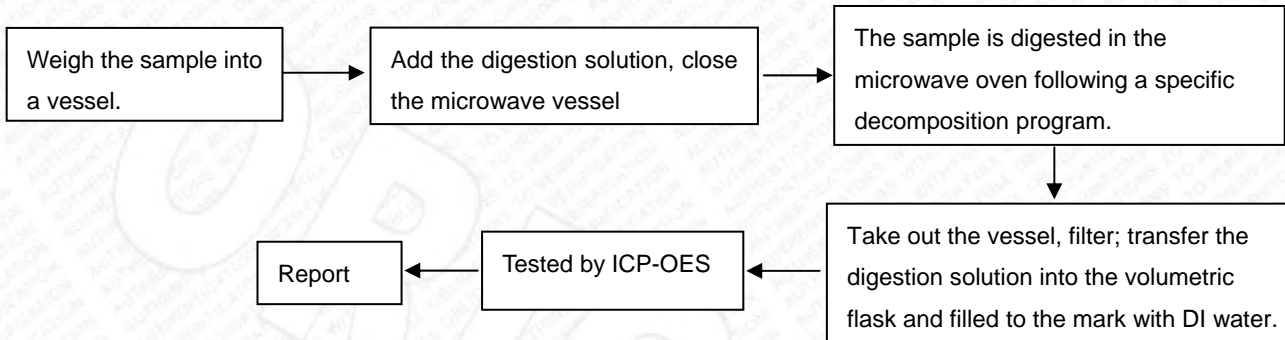 Weigh the sample into
a vessel.
Add the digestion solution, close
the microwave vessel
The sample is digested in the
microwave oven following a specific
decomposition program.
Take out the vessel, filter; transfer the
digestion solution into the volumetric
flask and filled to the mark with DI water.
Tested by ICP-OES
Report